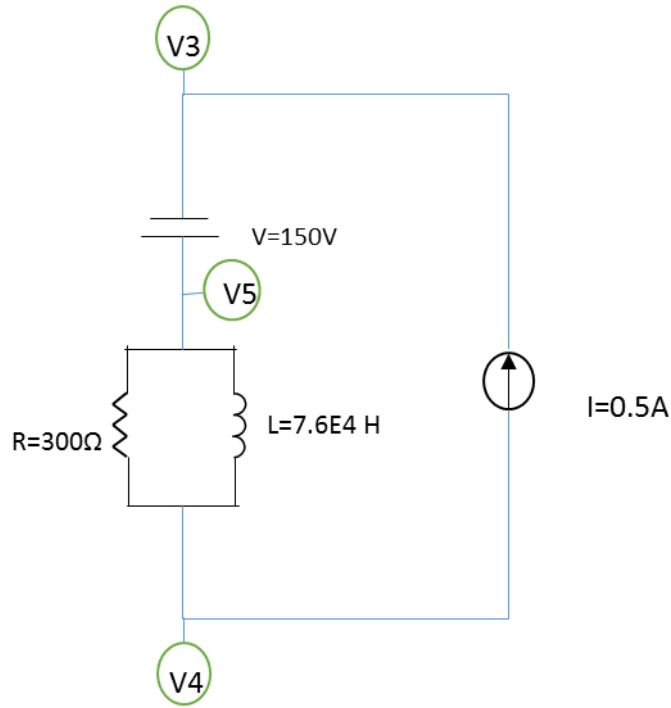 V3
V=150V
V5
R=300Ω
L=7.6E4 H
I=0.5A
V4